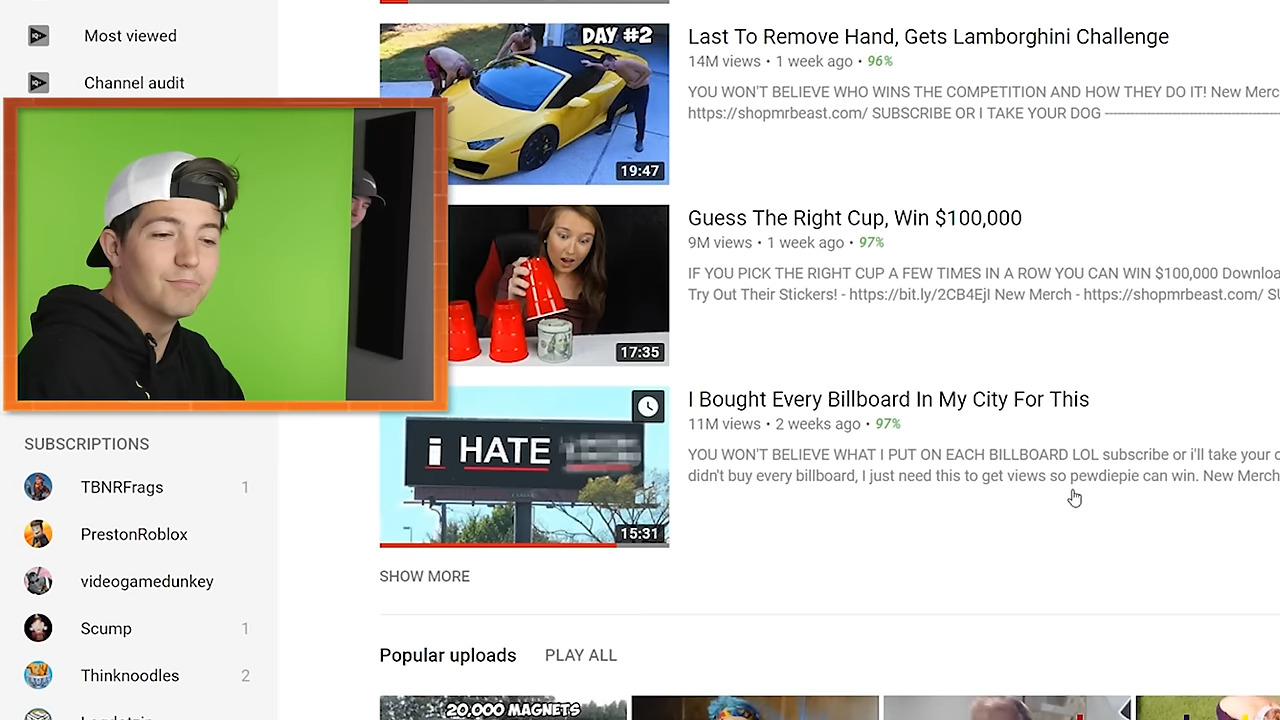 Most viewed
Channel audit
DAY #2
19:47
Last To Remove Hand, Gets Lamborghini Challenge
14M views • 1 week ago • 96%
YOU WON'T BELIEVE WHO WINS THE COMPETITION AND HOW THEY DO IT! New Merc
https://shopmrbeast.com/ SUBSCRIBE OR I TAKE YOUR DOG
17:35
Guess The Right Cup, Win $100,000
9M views • 1 week ago • 97%
IF YOU PICK THE RIGHT CUP A FEW TIMES IN A ROW YOU CAN WIN $100,000 Downloa
Try Out Their Stickers! - https://bit.ly/2CB4EjI New Merch - https://shopmrbeast.com/ SU
i HATE
15:31
I Bought Every Billboard In My City For This
11M views • 2 weeks ago • 97%
YOU WON'T BELIEVE WHAT I PUT ON EACH BILLBOARD LOL subscribe or i'll take your
didn't buy every billboard, I just need this to get views so pewdiepie can win. New Merch
SHOW MORE
SUBSCRIPTIONS
TBNRFrags 1
PrestonRoblox
videogamedunkey
Scump 1
Thinknoodles 2
Popular uploads PLAY ALL
20,000 MAGNETS